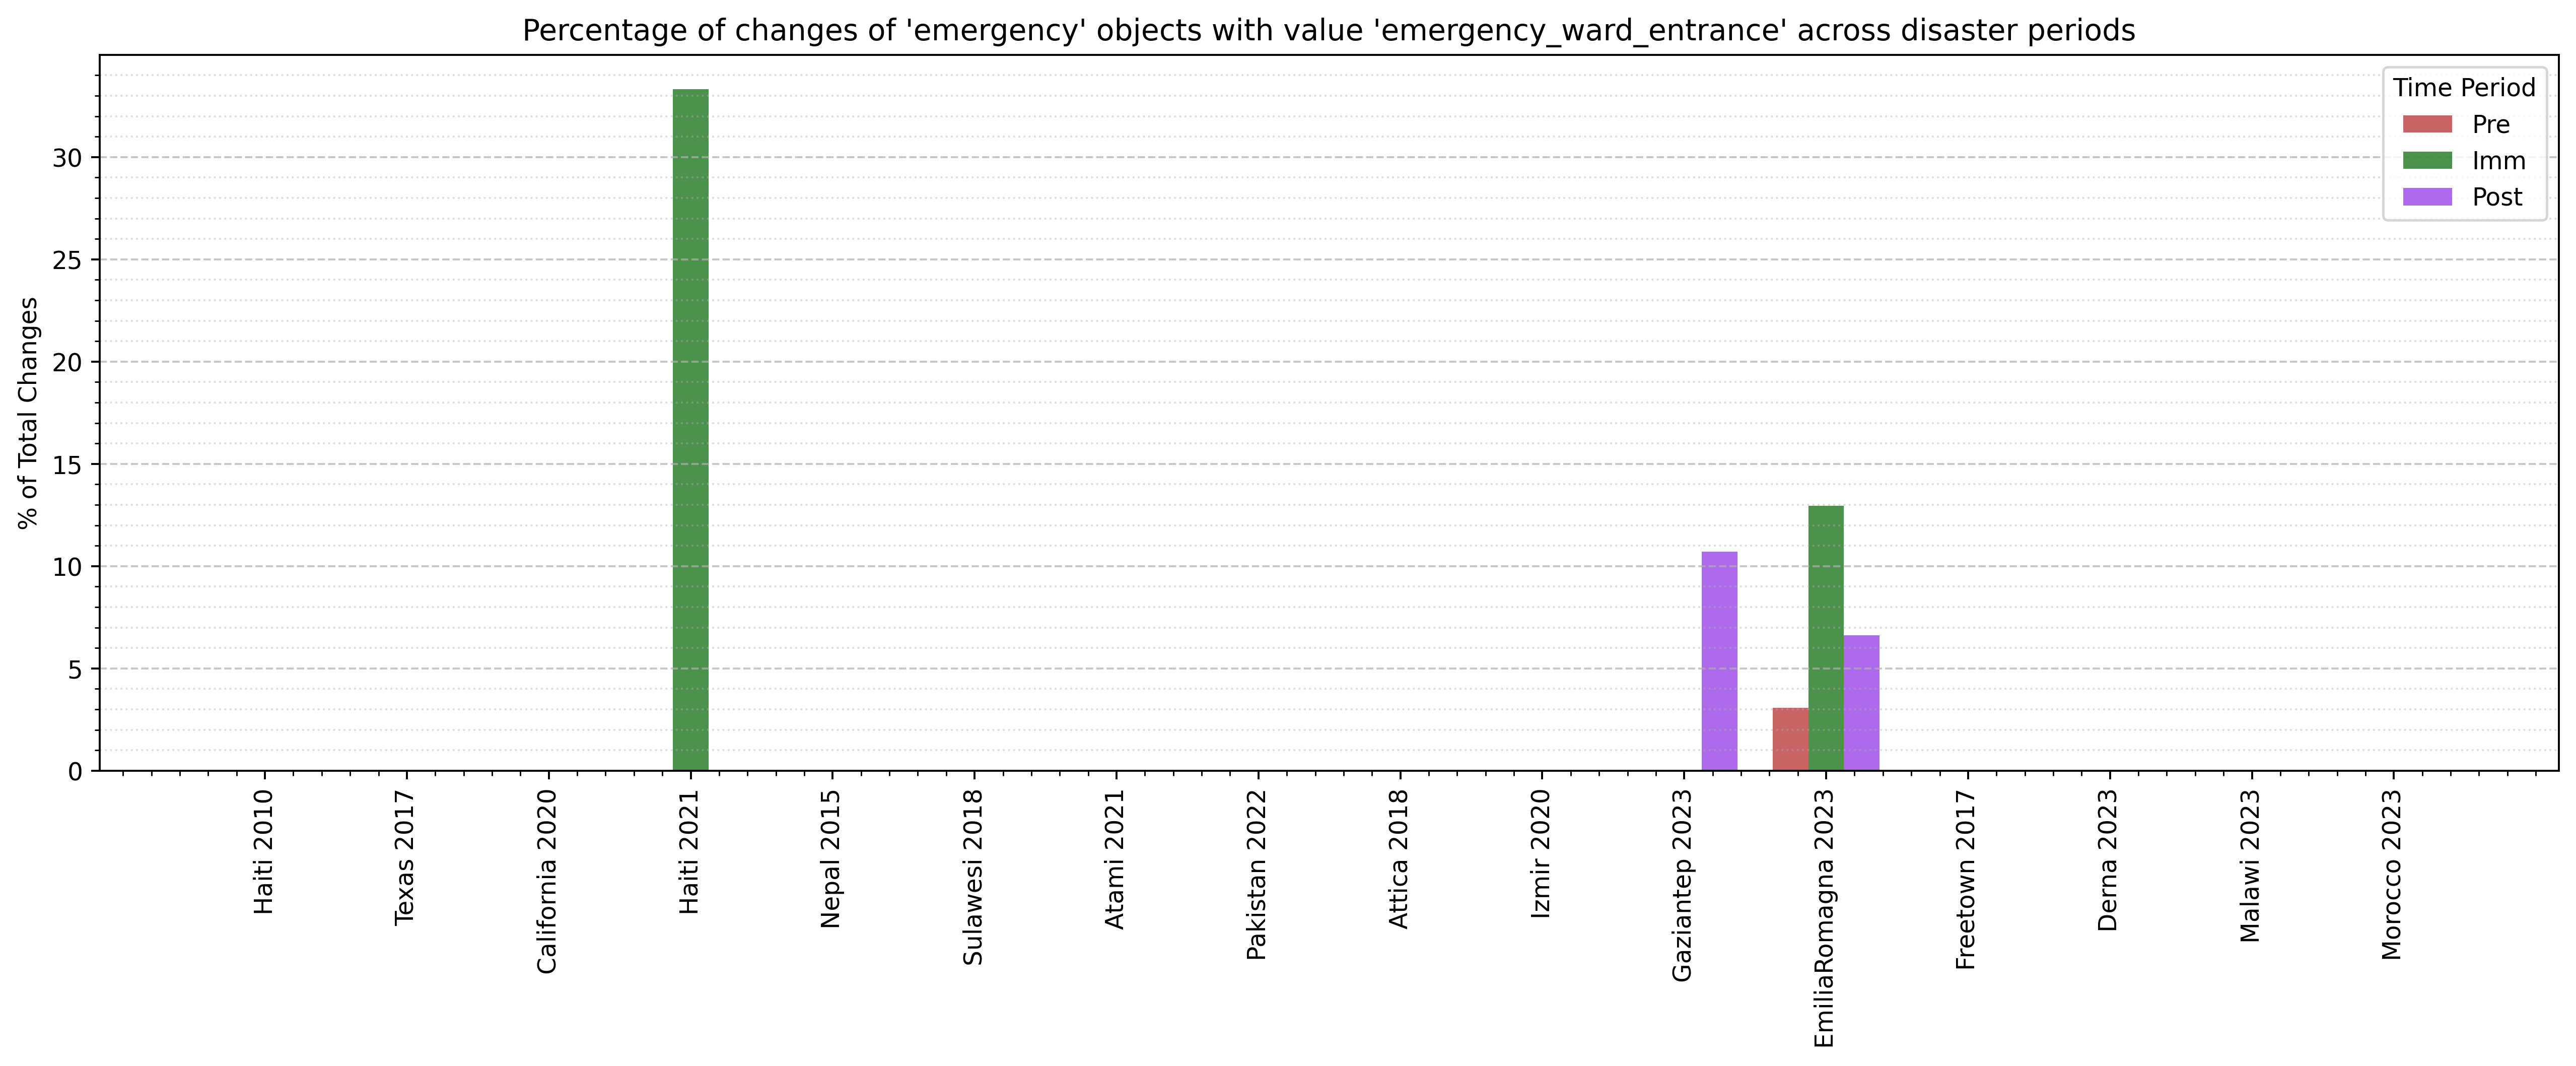 Percentage of changes of 'emergency' objects with value 'emergency_ward_entrance' across disaster periods
% of Total Changes
30
25
20
15
10
5
0
Time Period
Pre
Imm
Post
Haiti 2010
Texas 2017
California 2020
Haiti 2021
Nepal 2015
Sulawesi 2018
Atami 2021
Pakistan 2022
Attica 2018
Izmir 2020
Gaziantep 2023
EmiliaRomagna 2023
Freetown 2017
Derna 2023
Malawi 2023
Morocco 2023